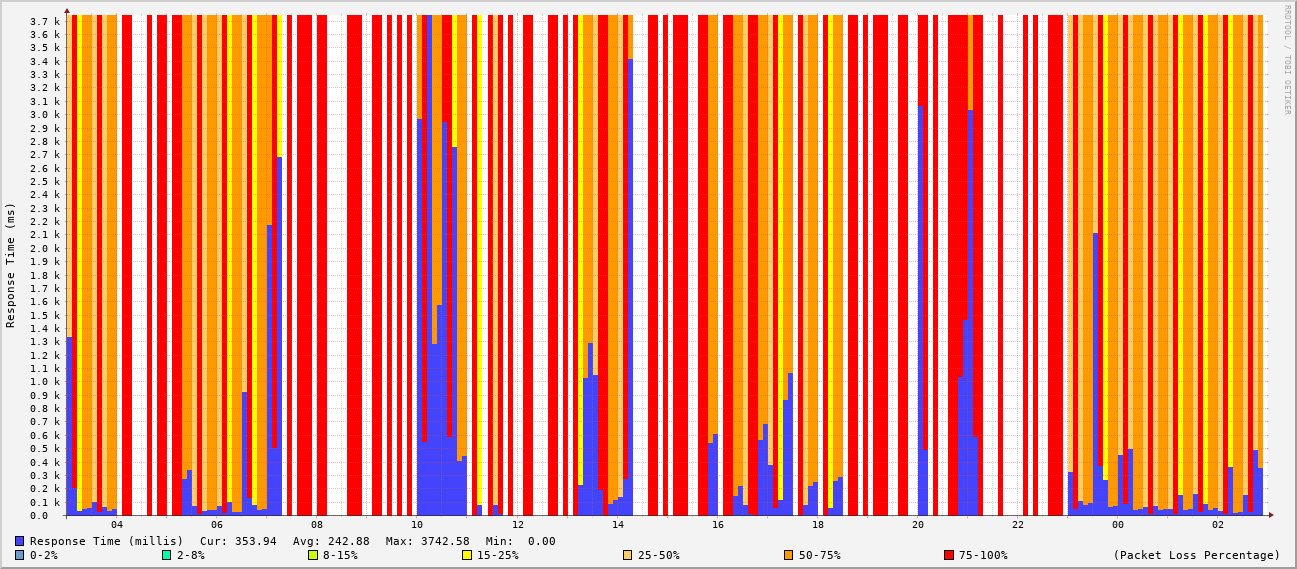 RRDTOOL / TOBI OETIKER
Response Time (ms)
3.7 k
3.6 k
3.5 k
3.4 k
3.3 k
3.2 k
3.1 k
3.0 k
2.9 k
2.8 k
2.7 k
2.6 k
2.5 k
2.4 k
2.3 k
2.2 k
2.1 k
2.0 k
1.9 k
1.8 k
1.7 k
1.6 k
1.5 k
1.4 k
1.3 k
1.2 k
1.1 k
1.0 k
0.9 k
0.8 k
0.7 k
0.6 k
0.5 k
0.4 k
0.3 k
0.2 k
0.1 k
0.0
04 06 08 10 12 14 16 18 20 22 00 02
Response Time (millis) Cur: 353.94 Avg: 242.88 Max: 3742.58 Min: 0.00
0-2% 2-8% 8-15% 15-25% 25-50% 50-75% 75-100% (Packet Loss Percentage)